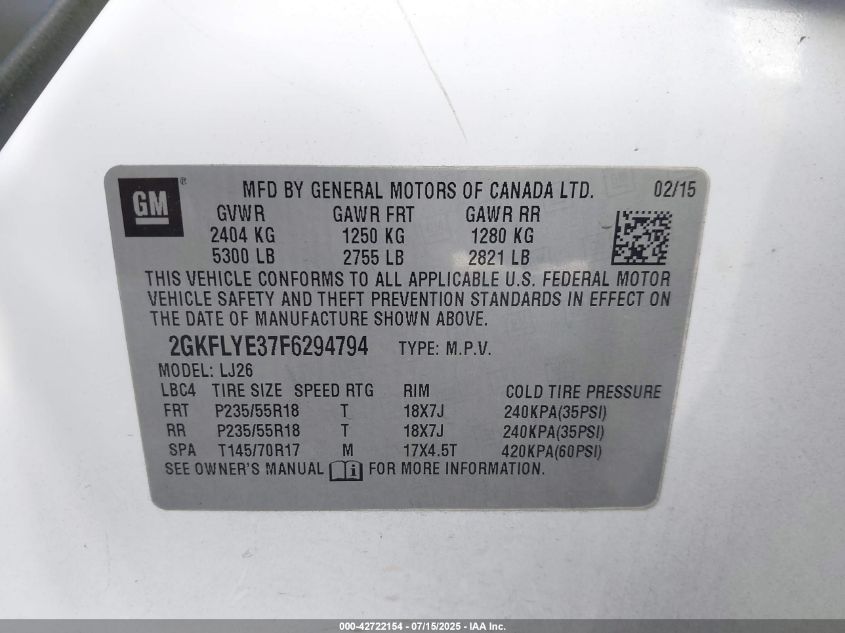 GM ® MFD BY GENERAL MOTORS OF CANADA LTD. 02/15
GVWR GAWR FRT GAWR RR
2404 KG 1250 KG 1280 KG
5300 LB 2755 LB 2821 LB
THIS VEHICLE CONFORMS TO ALL APPLICABLE U.S. FEDERAL MOTOR
VEHICLE SAFETY AND THEFT PREVENTION STANDARDS IN EFFECT ON
THE DATE OF MANUFACTURE SHOWN ABOVE.
2GKFLYE37F6294794 TYPE: M.P.V.
MODEL: LJ26
LBC4 TIRE SIZE SPEED RTG RIM COLD TIRE PRESSURE
FRT P235/55R18 T 18X7J 240KPA(35PSI)
RR P235/55R18 T 18X7J 240KPA(35PSI)
SPA T145/70R17 M 17X4.5T 420KPA(60PSI)
SEE OWNER'S MANUAL i FOR MORE INFORMATION.
000-42722154 - 07/15/2025 - IAA Inc.